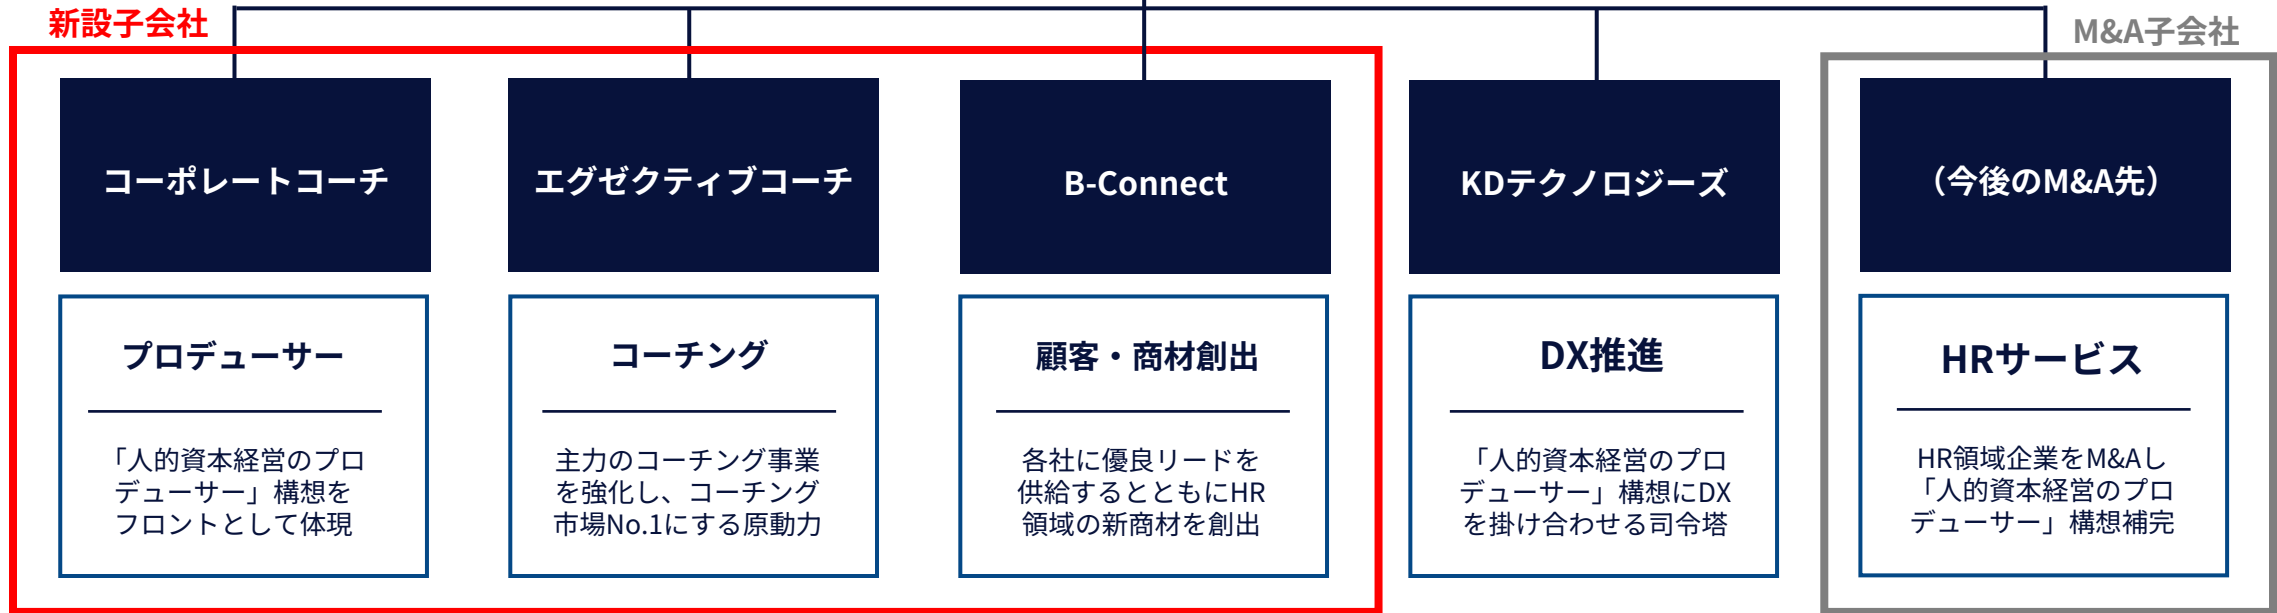 新設子会社
M&A子会社
コーポレートコーチ
エグゼクティブコーチ
B-Connect
KDテクノロジーズ
（今後のM&A先）
プロデューサー
「人的資本経営のプロ
デューサー」構想を
フロントとして体現
コーチング
主力のコーチング事業
を強化し、コーチング
市場No.1にする原動力
顧客・商材創出
各社に優良リードを
供給するとともにHR
領域の新商材を創出
DX推進
「人的資本経営のプロ
デューサー」構想にDX
を掛け合わせる司令塔
HRサービス
HR領域企業をM&Aし
「人的資本経営のプロ
デューサー」構想補完